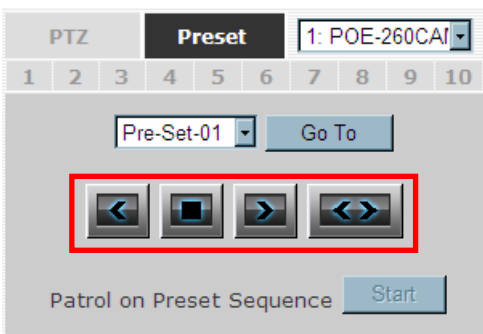 PTZ Preset 1: POE-260CAM
1 2 3 4 5 6 7 8 9 10
Pre-Set-01 Go To
Patrol on Preset Sequence Start